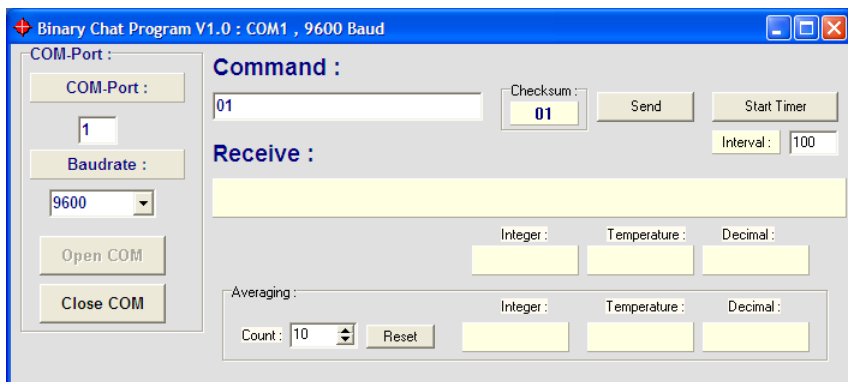 Binary Chat Program V1.0 : COM1 , 9600 Baud
COM-Port :
COM-Port :
1
Baudrate :
9600
Open COM
Close COM
Command :
01
Checksum :
01
Send
Start Timer
Interval : 100
Receive :
Integer : Temperature : Decimal :
Averaging :
Count : 10 Reset
Integer : Temperature : Decimal :